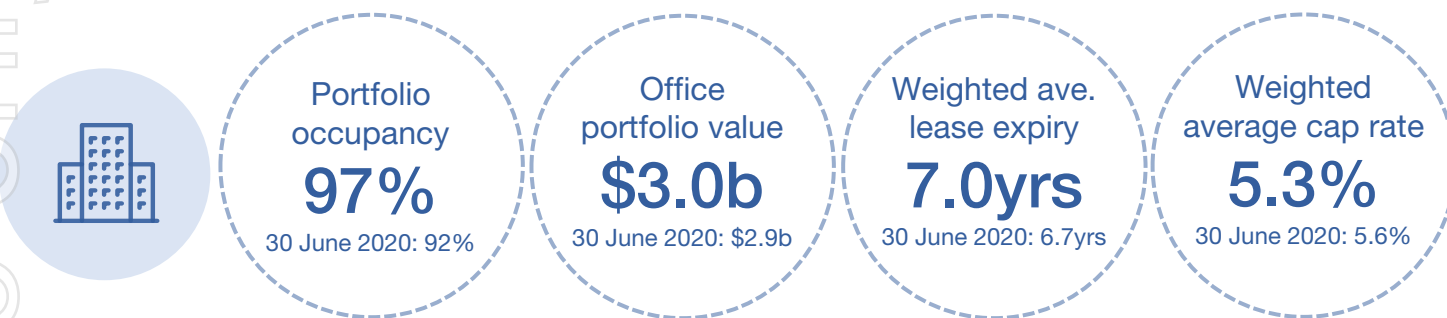 Portfolio
occupancy
97%
30 June 2020: 92%
Office
portfolio value
$3.0b
30 June 2020: $2.9b
Weighted ave.
lease expiry
7.0yrs
30 June 2020: 6.7yrs
Weighted
average cap rate
5.3%
30 June 2020: 5.6%